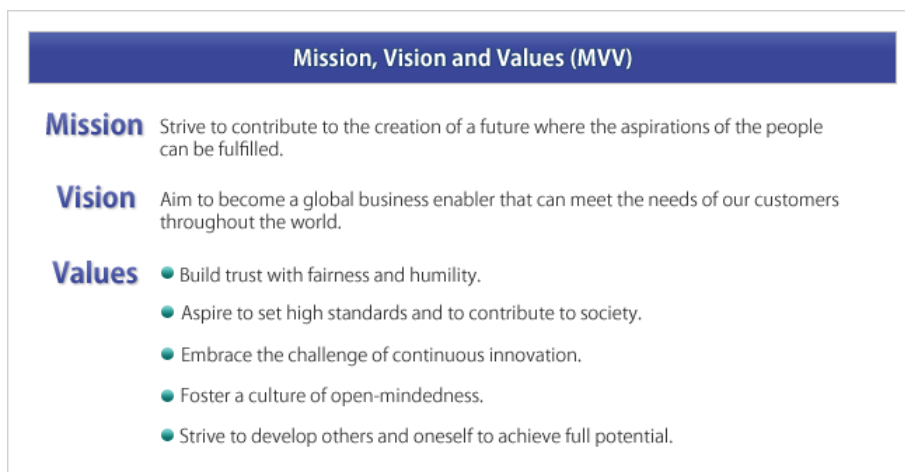 Mission, Vision and Values (MVV)
Mission Strive to contribute to the creation of a future where the aspirations of the people
can be fulfilled.
Vision Aim to become a global business enabler that can meet the needs of our customers
throughout the world.
Values ● Build trust with fairness and humility.
● Aspire to set high standards and to contribute to society.
● Embrace the challenge of continuous innovation.
● Foster a culture of open-mindedness.
● Strive to develop others and oneself to achieve full potential.